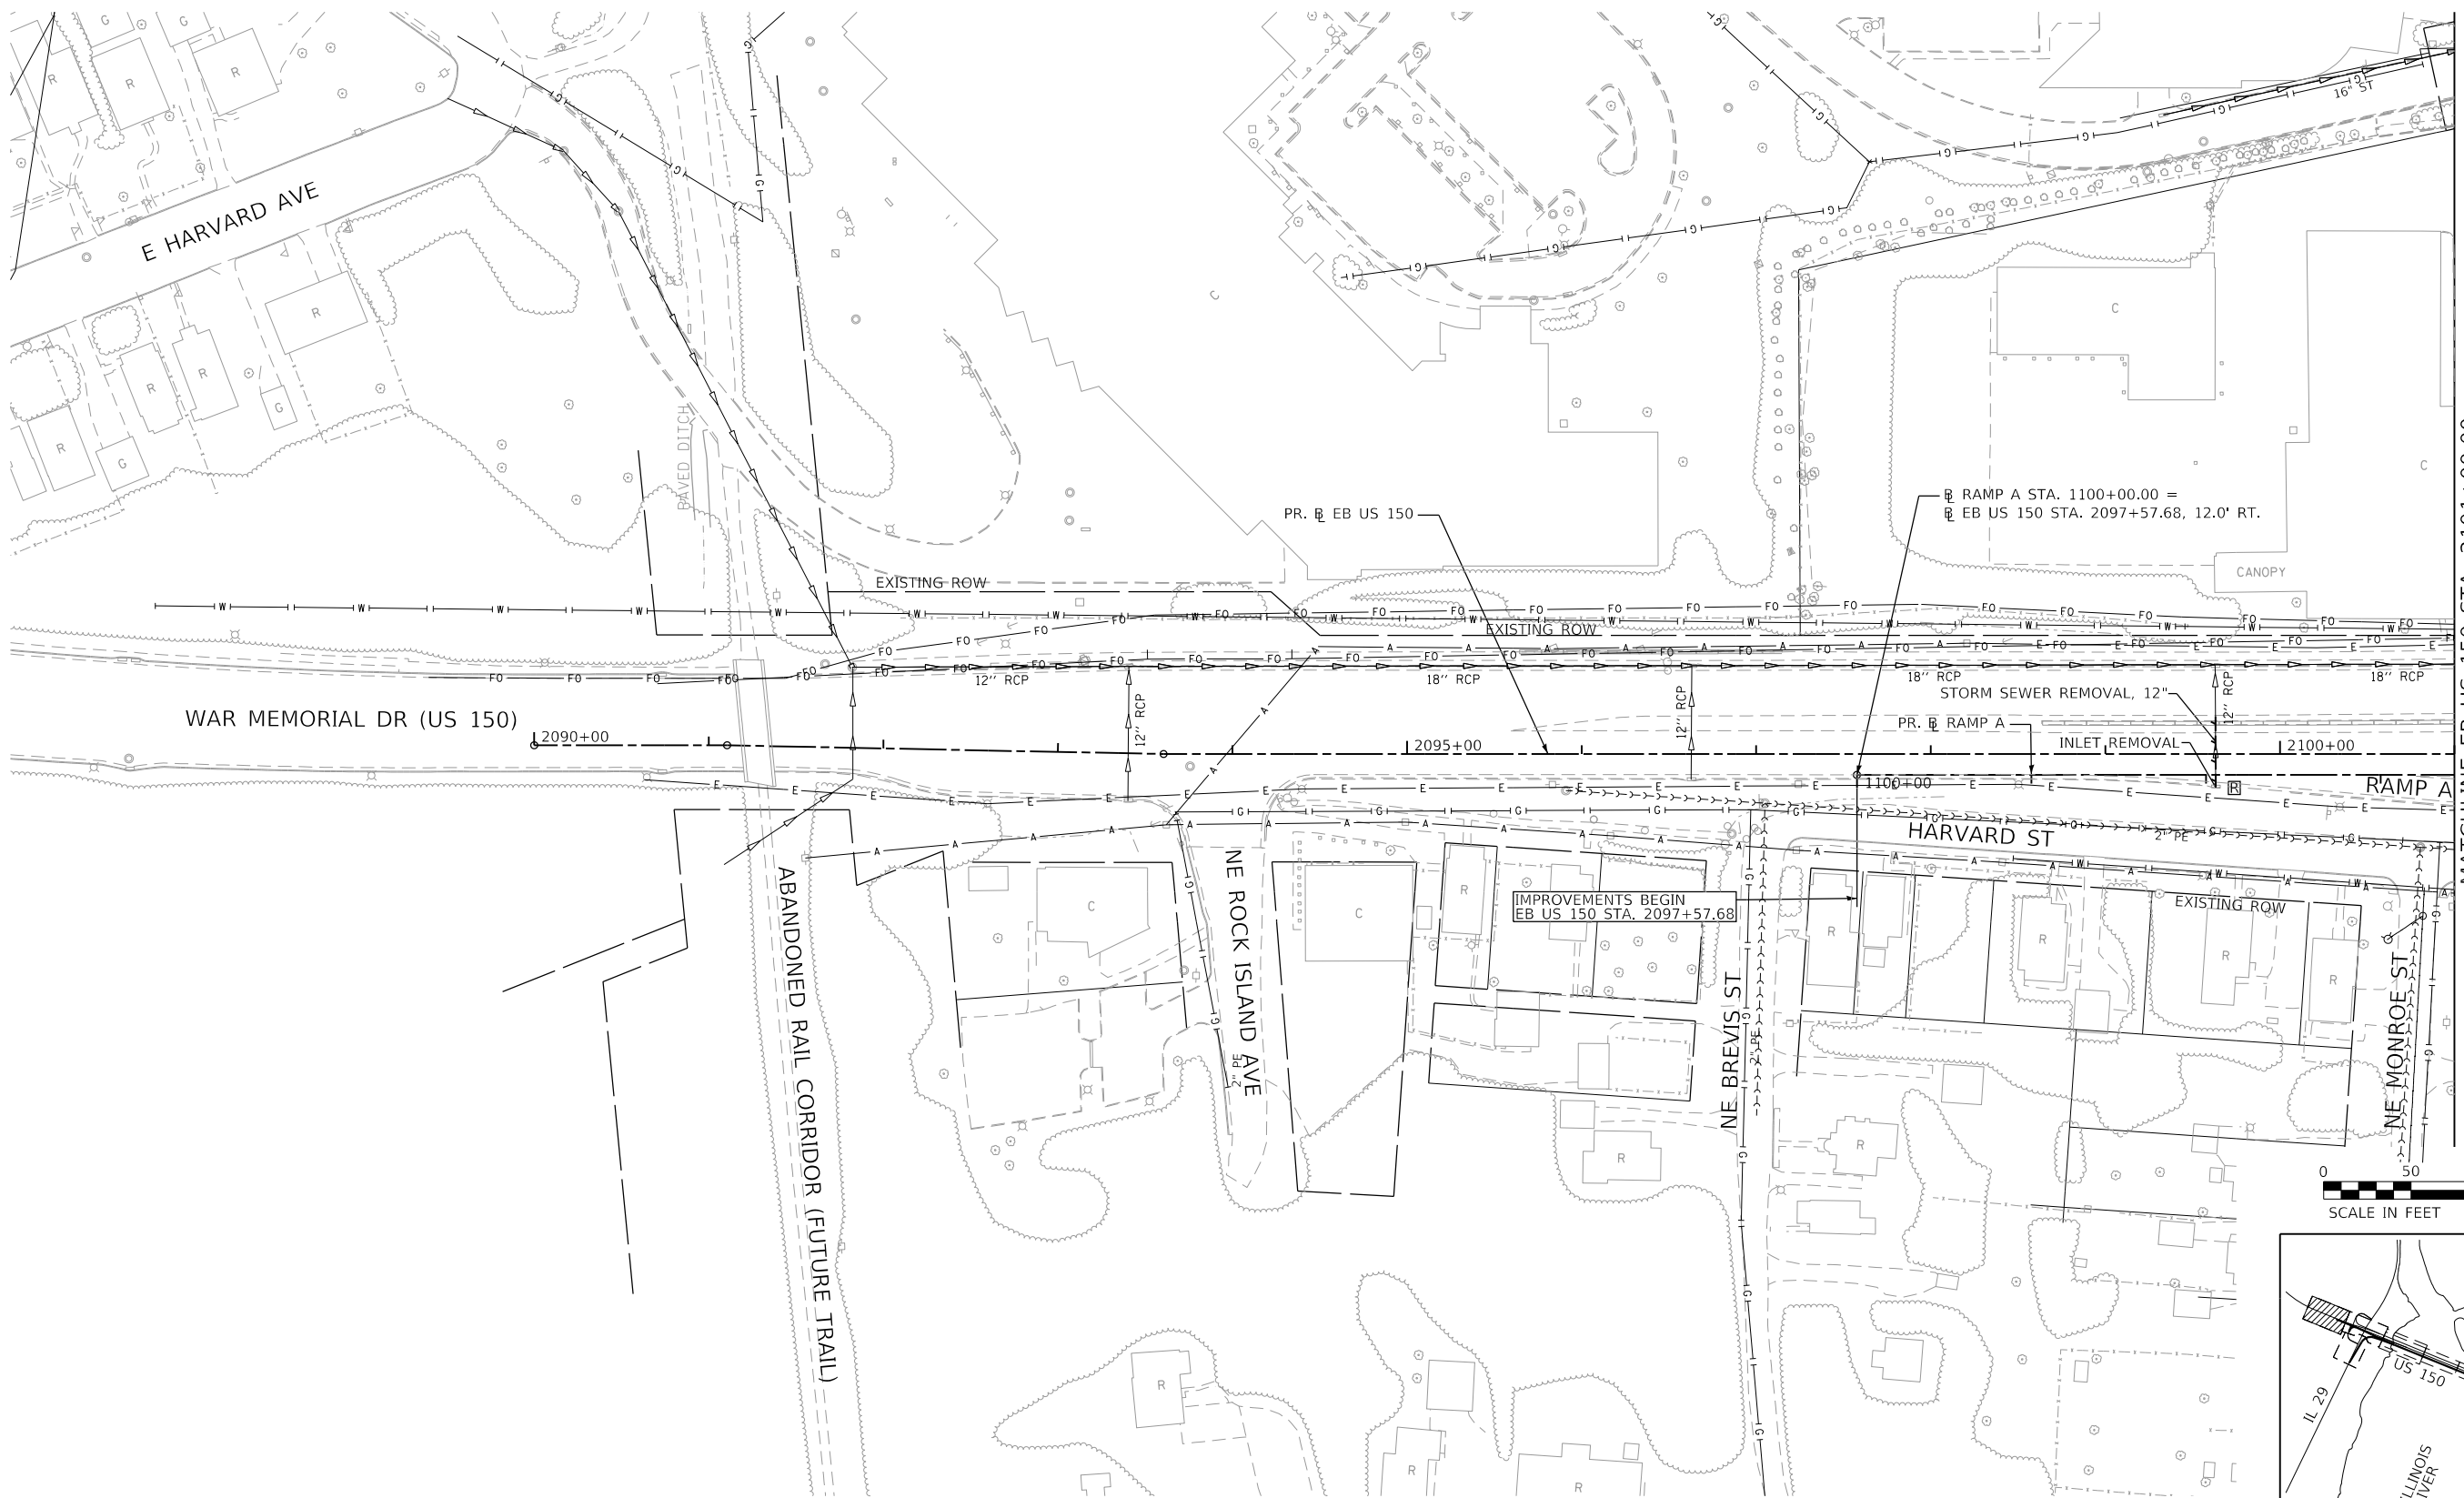 E HARVARD AVE
16" ST
PAVED DITCH
PR. ℄ EB US 150
RAMP A STA. 1100+00.00 =
EB US 150 STA. 2097+57.68, 12.0' RT.
CANOPY
EXISTING ROW
EXISTING ROW
12'' RCP
18'' RCP
18'' RCP
18'' RCP
STORM SEWER REMOVAL, 12"
WAR MEMORIAL DR (US 150)
2090+00
12'' RCP
12'' RCP
12'' RCP
PR. ℄ RAMP A
INLET REMOVAL
2095+00
2100+00
1100+00
R
RAMP A
HARVARD ST
2' PE
IMPROVEMENTS BEGIN
EB US 150 STA. 2097+57.68
EXISTING ROW
ABANDONED RAIL CORRIDOR (FUTURE TRAIL)
NE ROCK ISLAND AVE
2" PE
NE BREVIS ST
2" PE
NE MONROE ST
0 50
SCALE IN FEET
US 150
IL 29